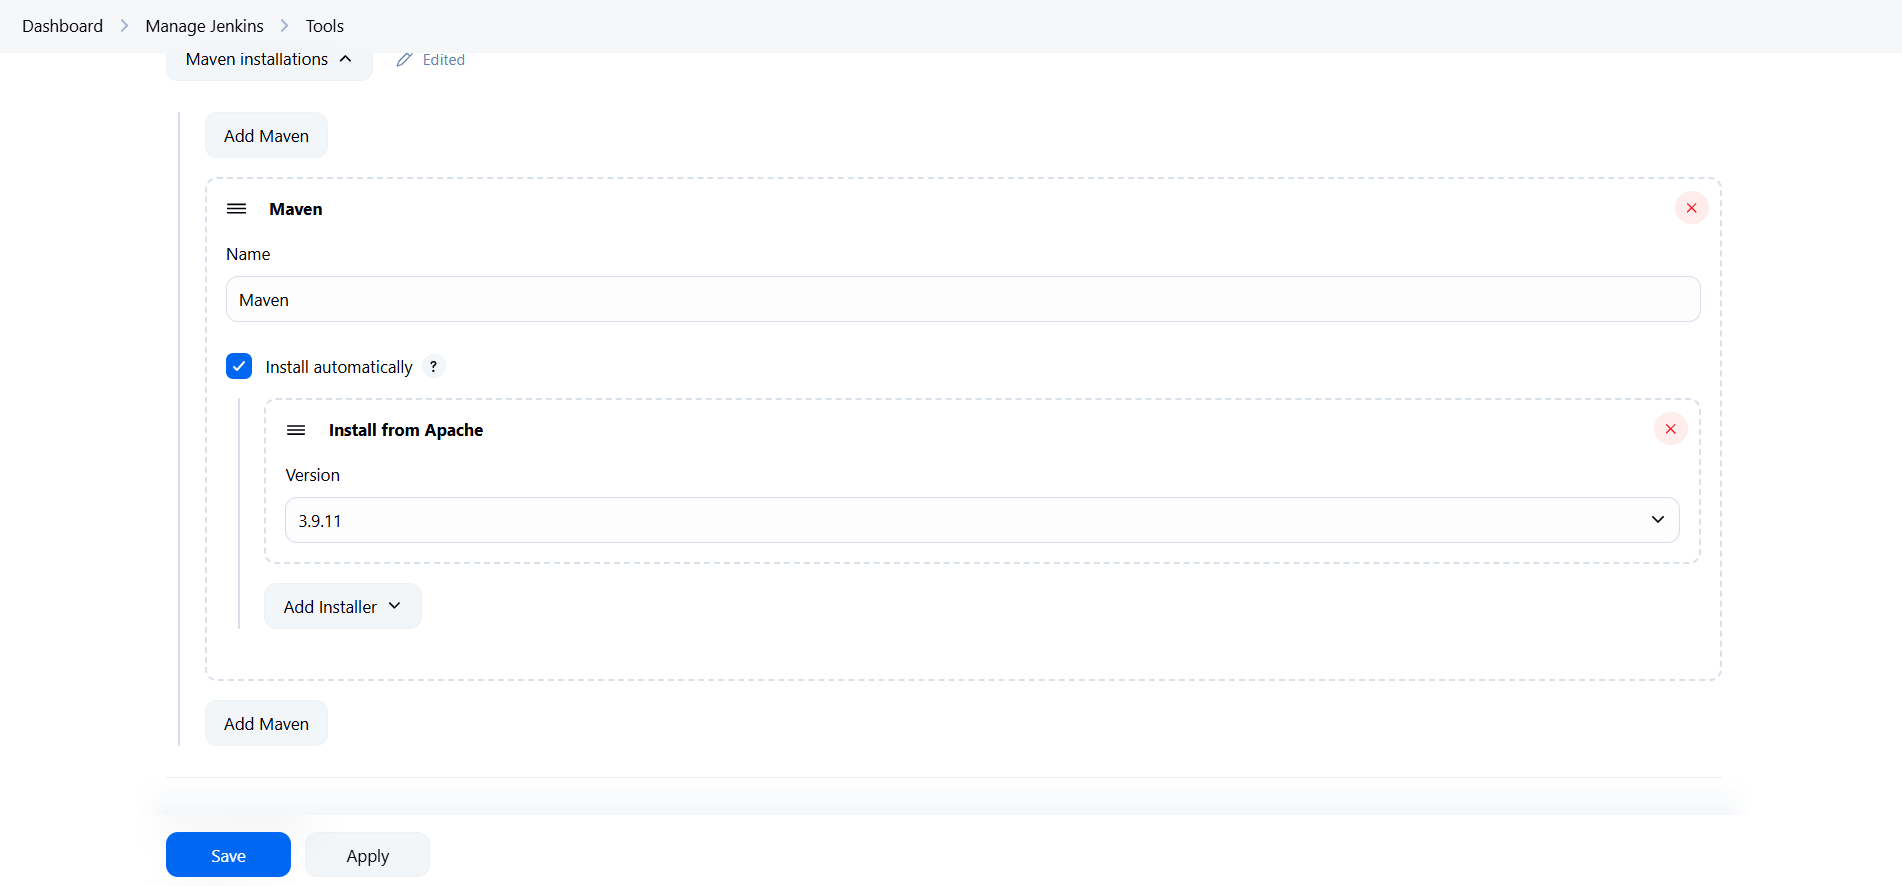 Dashboard > Manage Jenkins > Tools
Maven installations Edited
Add Maven
Maven
Name
Maven
Install automatically ?
Install from Apache
Version
3.9.11
Add Installer
Add Maven
Save Apply